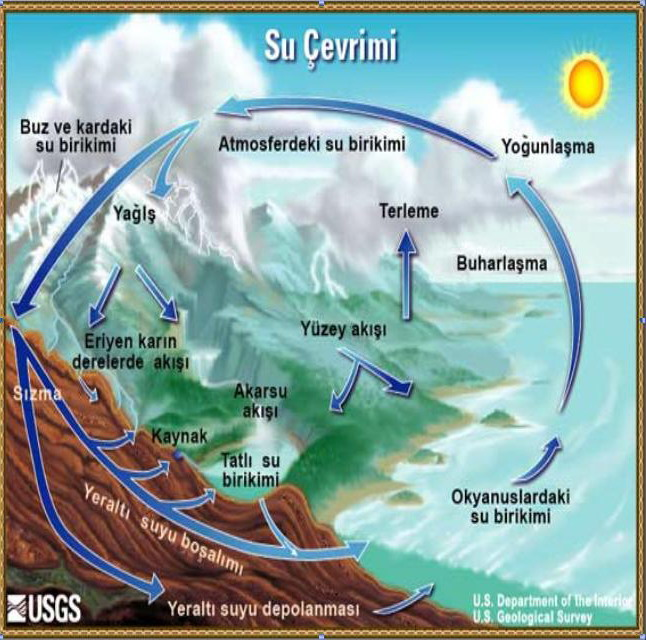 Su Çevrimi
Buz ve kardaki
su birikimi
Atmosferdeki su birikimi
Yoğunlaşma
Yağlş
Terleme
Buharlaşma
Eriyen karın
derelerde akışı
Yüzey akışı
Sızma
Akarsu
akışı
Kaynak
Tatlı su
birikimi
Okyanuslardaki
su birikimi
Yeraltı suyu boşalımı
Yeraltı suyu depolanması
USGS
U.S. Department of the Interior
U.S. Geological Survey